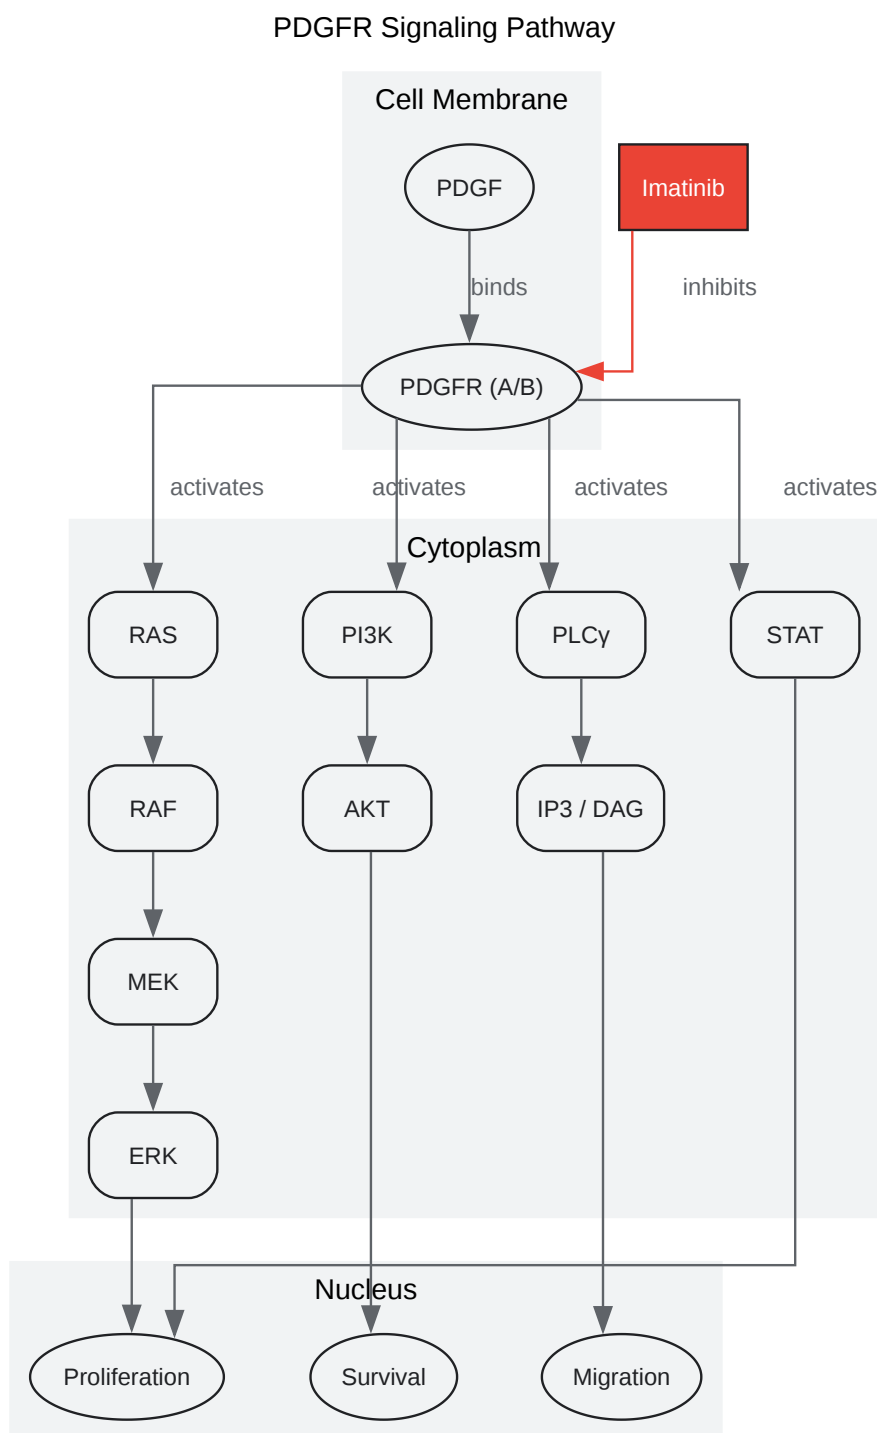 PDGFR Signaling Pathway
Cell Membrane
PDGF
Imatinib
binds
inhibits
PDGFR (A/B)
activates
activates
activates
activates
Cytoplasm
RAS
PI3K
PLCγ
STAT
RAF
AKT
IP3 / DAG
MEK
ERK
Nucleus
Proliferation
Survival
Migration